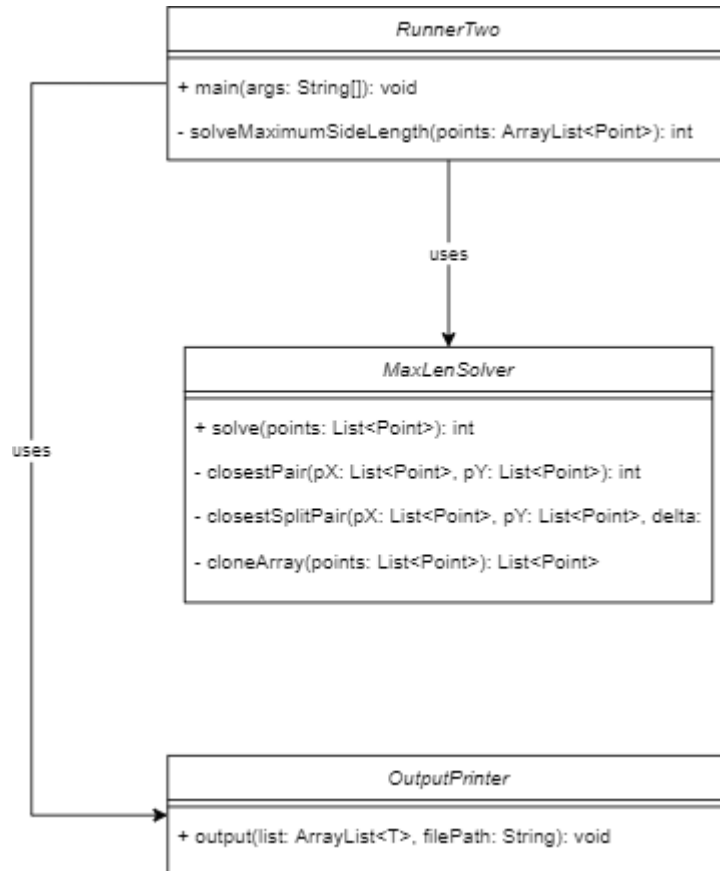 RunnerTwo
+ main(args: String[]): void
- solveMaximumSideLength(points: ArrayList<Point>): int
uses
MaxLenSolver
+ solve(points: List<Point>): int
uses
- closestPair(pX: List<Point>, pY: List<Point>): int
- closestSplitPair(pX: List<Point>, pY: List<Point>, delta:
- cloneArray(points: List<Point>): List<Point>
OutputPrinter
+ output(list: ArrayList<T>, filePath: String): void